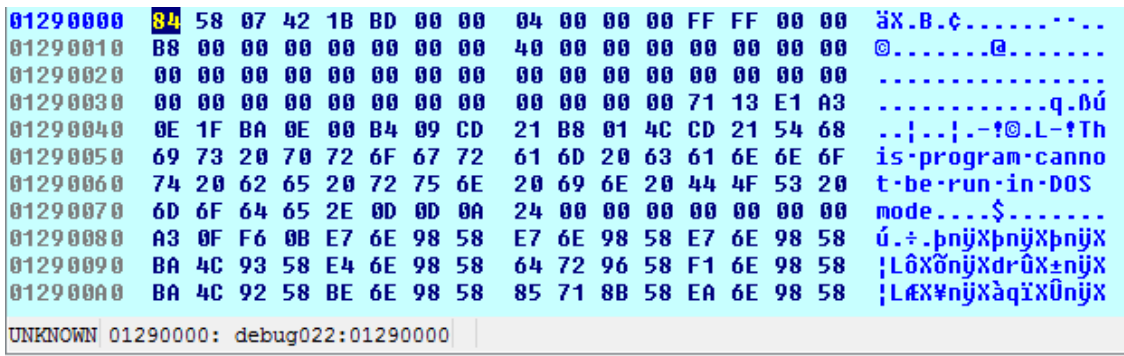 01290000 84 58 07 42 1B BD 00 00 04 00 00 00 FF FF 00 00 äX.B.¢......··..
01290010 B8 00 00 00 00 00 00 00 40 00 00 00 00 00 00 00 ©.......@.......
01290020 00 00 00 00 00 00 00 00 00 00 00 00 00 00 00 00 ................
01290030 00 00 00 00 00 00 00 00 00 00 00 00 71 13 E1 A3 ............q.ßú
01290040 0E 1F BA 0E 00 B4 09 CD 21 B8 01 4C CD 21 54 68 ..¦..¦.-!©.L-!Th
01290050 69 73 20 70 72 6F 67 72 61 6D 20 63 61 6E 6E 6F is·program·canno
01290060 74 20 62 65 20 72 75 6E 20 69 6E 20 44 4F 53 20 t·be·run·in·DOS
01290070 6D 6F 64 65 2E 0D 0D 0A 24 00 00 00 00 00 00 00 mode....$.......
01290080 A3 0F F6 0B E7 6E 98 58 E7 6E 98 58 E7 6E 98 58 ú.÷.þnÿXþnÿXþnÿX
01290090 BA 4C 93 58 E4 6E 98 58 64 72 96 58 F1 6E 98 58 ¦LôXõnÿXdrûX±nÿX
012900A0 BA 4C 92 58 BE 6E 98 58 85 71 8B 58 EA 6E 98 58 ¦LÆX¥nÿXàqïXÛnÿX
UNKNOWN 01290000: debug022:01290000